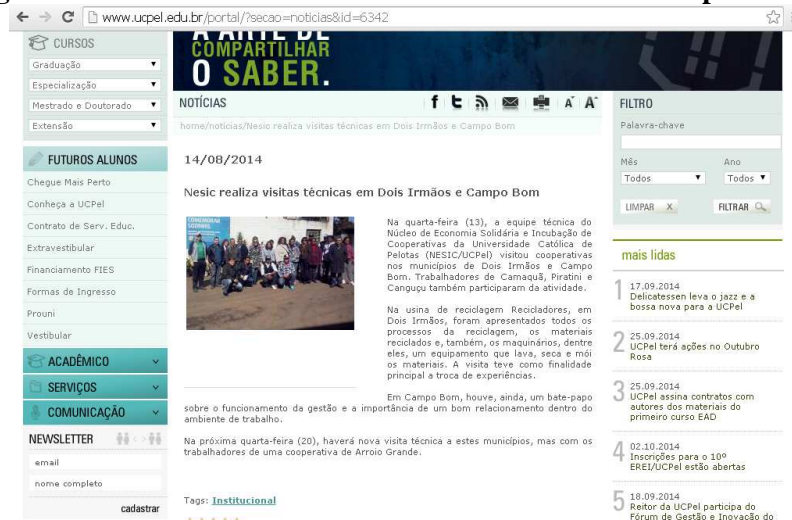 www.ucpel.edu.br/portal/?secao=noticias&id=6342
CURSOS
Graduação
Especialização
Mestrado e Doutorado
Extensão
FUTUROS ALUNOS
Chegue Mais Perto
Conheça a UCPel
Contrato de Serv. Educ.
Extravestibular
Financiamento FIES
Formas de Ingresso
Prouni
Vestibular
ACADÊMICO
SERVIÇOS
COMUNICAÇÃO
NEWSLETTER
email
nome completo
cadastrar
A ARTE DE
COMPARTILHAR
O SABER.
NOTÍCIAS
A- A+
home/noticias/Nesic realiza visitas técnicas em Dois Irmãos e Campo Bom
14/08/2014
Nesic realiza visitas técnicas em Dois Irmãos e Campo Bom
Na quarta-feira (13), a equipe técnica do
Núcleo de Economia Solidária e Incubação de
Cooperativas da Universidade Católica de
Pelotas (NESIC/UCPel) visitou cooperativas
nos municípios de Dois Irmãos e Campo
Bom. Trabalhadores de Camaquã, Piratini e
Canguçu também participaram da atividade.
Na usina de reciclagem Recicladores, em
Dois Irmãos, foram apresentados todos os
processos da reciclagem, os materiais
reciclados e, também, os maquinários, dentre
eles, um equipamento que lava, seca e mói
os materiais. A visita teve como finalidade
principal a troca de experiências.
Em Campo Bom, houve, ainda, um bate-papo
sobre o funcionamento da gestão e a importância de um bom relacionamento dentro do
ambiente de trabalho.
Na próxima quarta-feira (20), haverá nova visita técnica a estes municípios, mas com os
trabalhadores de uma cooperativa de Arroio Grande.
Tags: Institucional
FILTRO
Palavra-chave
Mês Ano
Todos Todos
LIMPAR X FILTRAR
mais lidas
1 17.09.2014
Delicatessen leva o jazz e a
bossa nova para a UCPel
2 25.09.2014
UCPel terá ações no Outubro
Rosa
3 25.09.2014
UCPel assina contratos com
autores dos materiais do
primeiro curso EAD
4 02.10.2014
Inscrições para o 10º
EREI/UCPel estão abertas
5 18.09.2014
Reitor da UCPel participa do
Fórum de Gestão e Inovação do